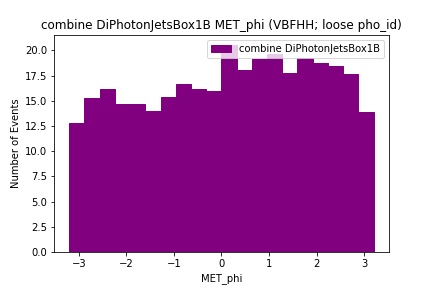 combine DiPhotonJetsBox1B MET_phi (VBFHH; loose pho_id)
combine DiPhotonJetsBox1B
20.0
17.5
15.0
12.5
10.0
7.5
5.0
2.5
0.0
Number of Events
−3 −2 −1 0 1 2 3
MET_phi